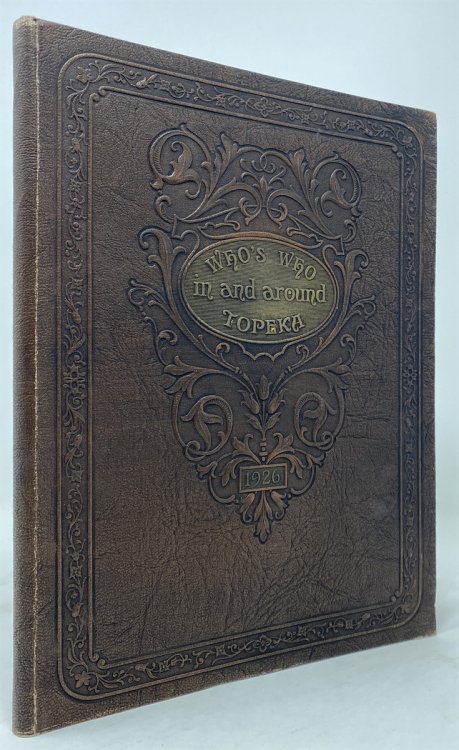 WHO'S WHO
in and around
TOPEKA
1926